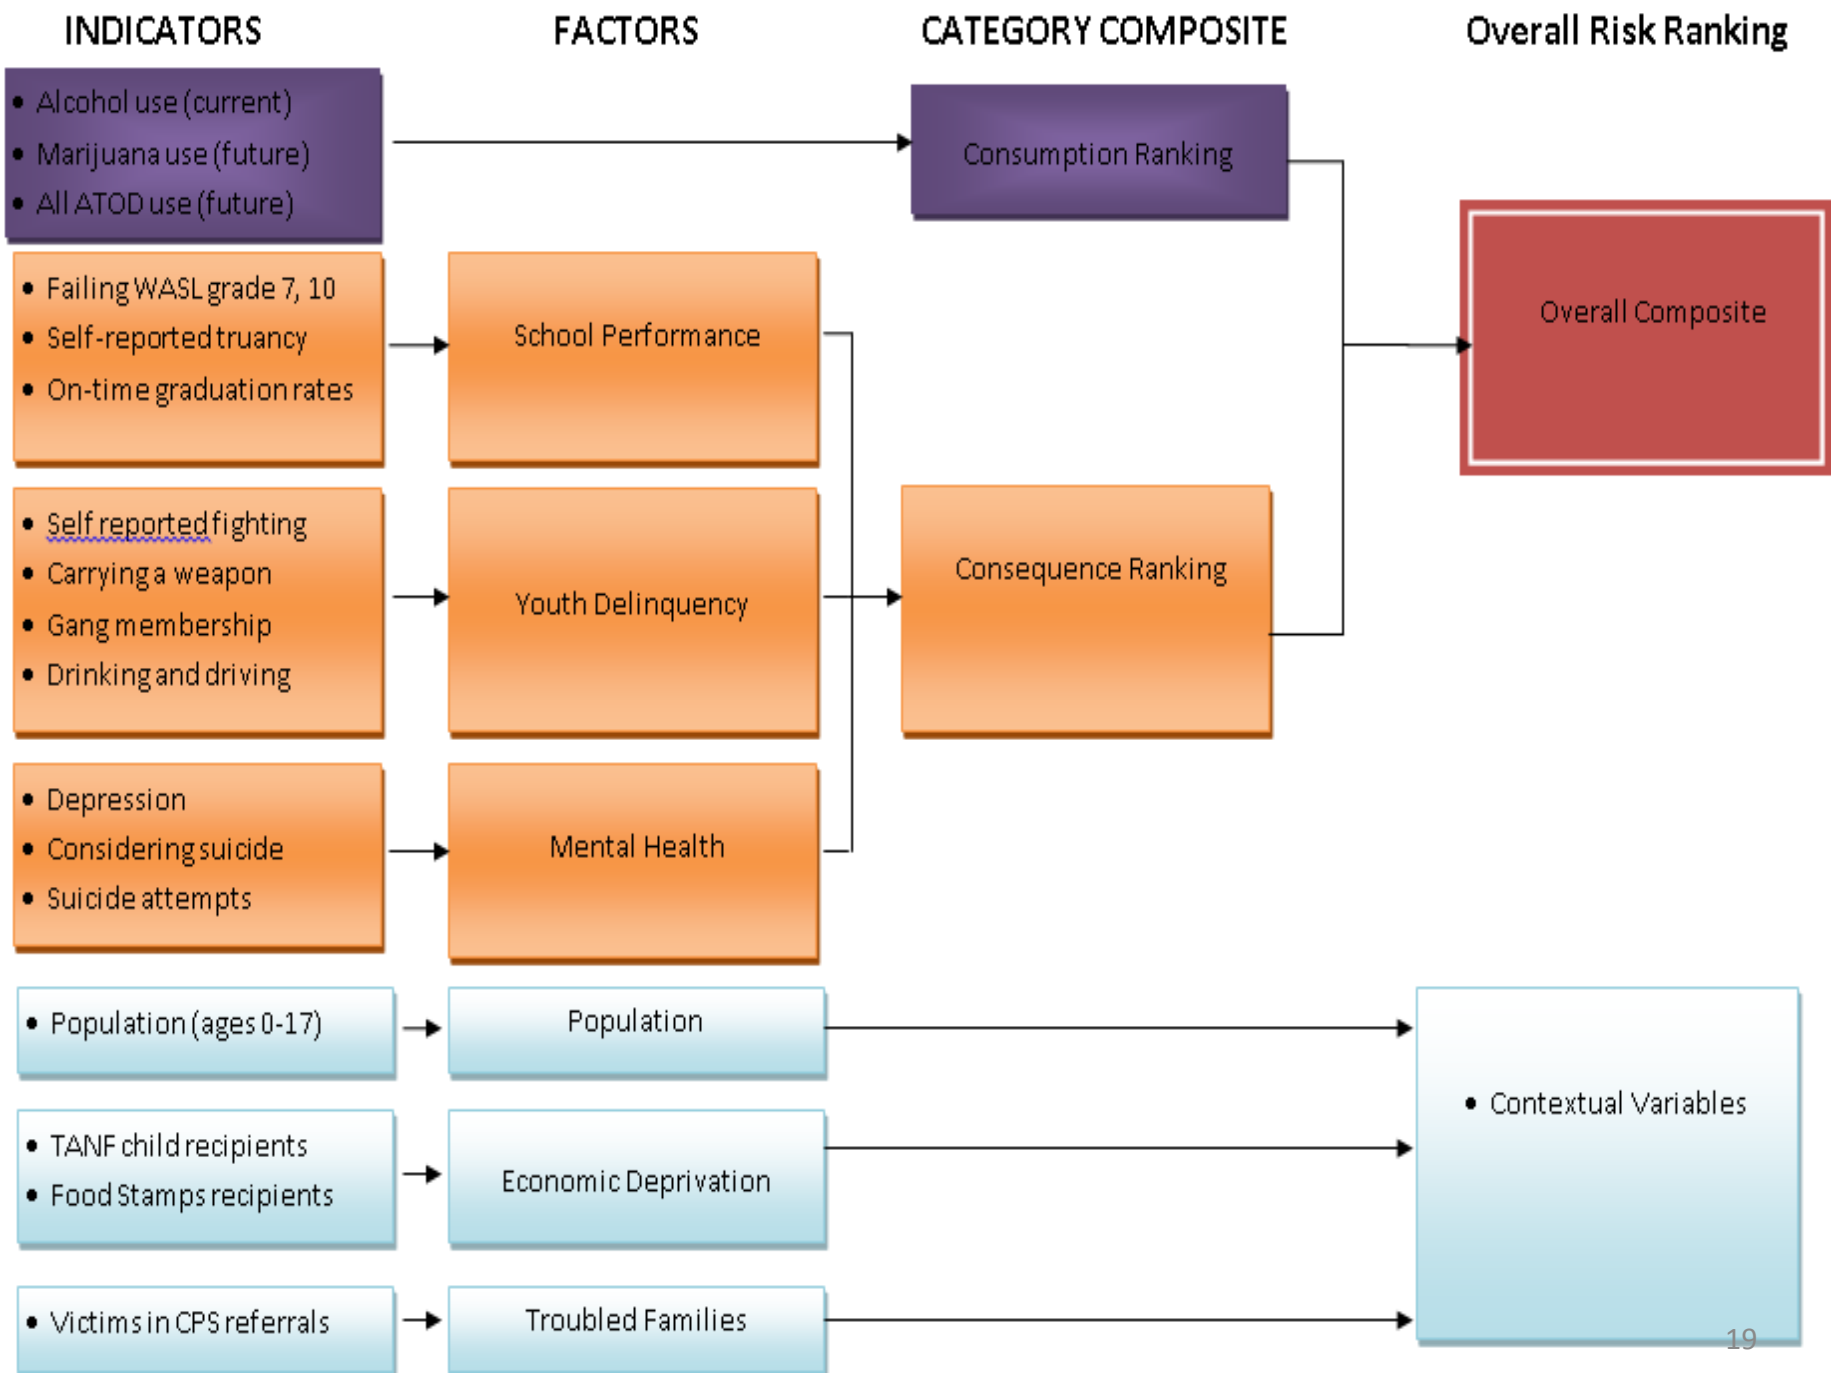 INDICATORS
FACTORS
CATEGORY COMPOSITE
Overall Risk Ranking
• Alcohol use (current)
• Marijuana use (future)
• All ATOD use (future)
Consumption Ranking
• Failing WASL grade 7, 10
• Self-reported truancy
• On-time graduation rates
School Performance
Overall Composite
• Self reported fighting
• Carrying a weapon
• Gang membership
• Drinking and driving
Youth Delinquency
Consequence Ranking
• Depression
• Considering suicide
• Suicide attempts
Mental Health
• Population (ages 0-17)
Population
• Contextual Variables
• TANF child recipients
• Food Stamps recipients
Economic Deprivation
• Victims in CPS referrals
Troubled Families
19